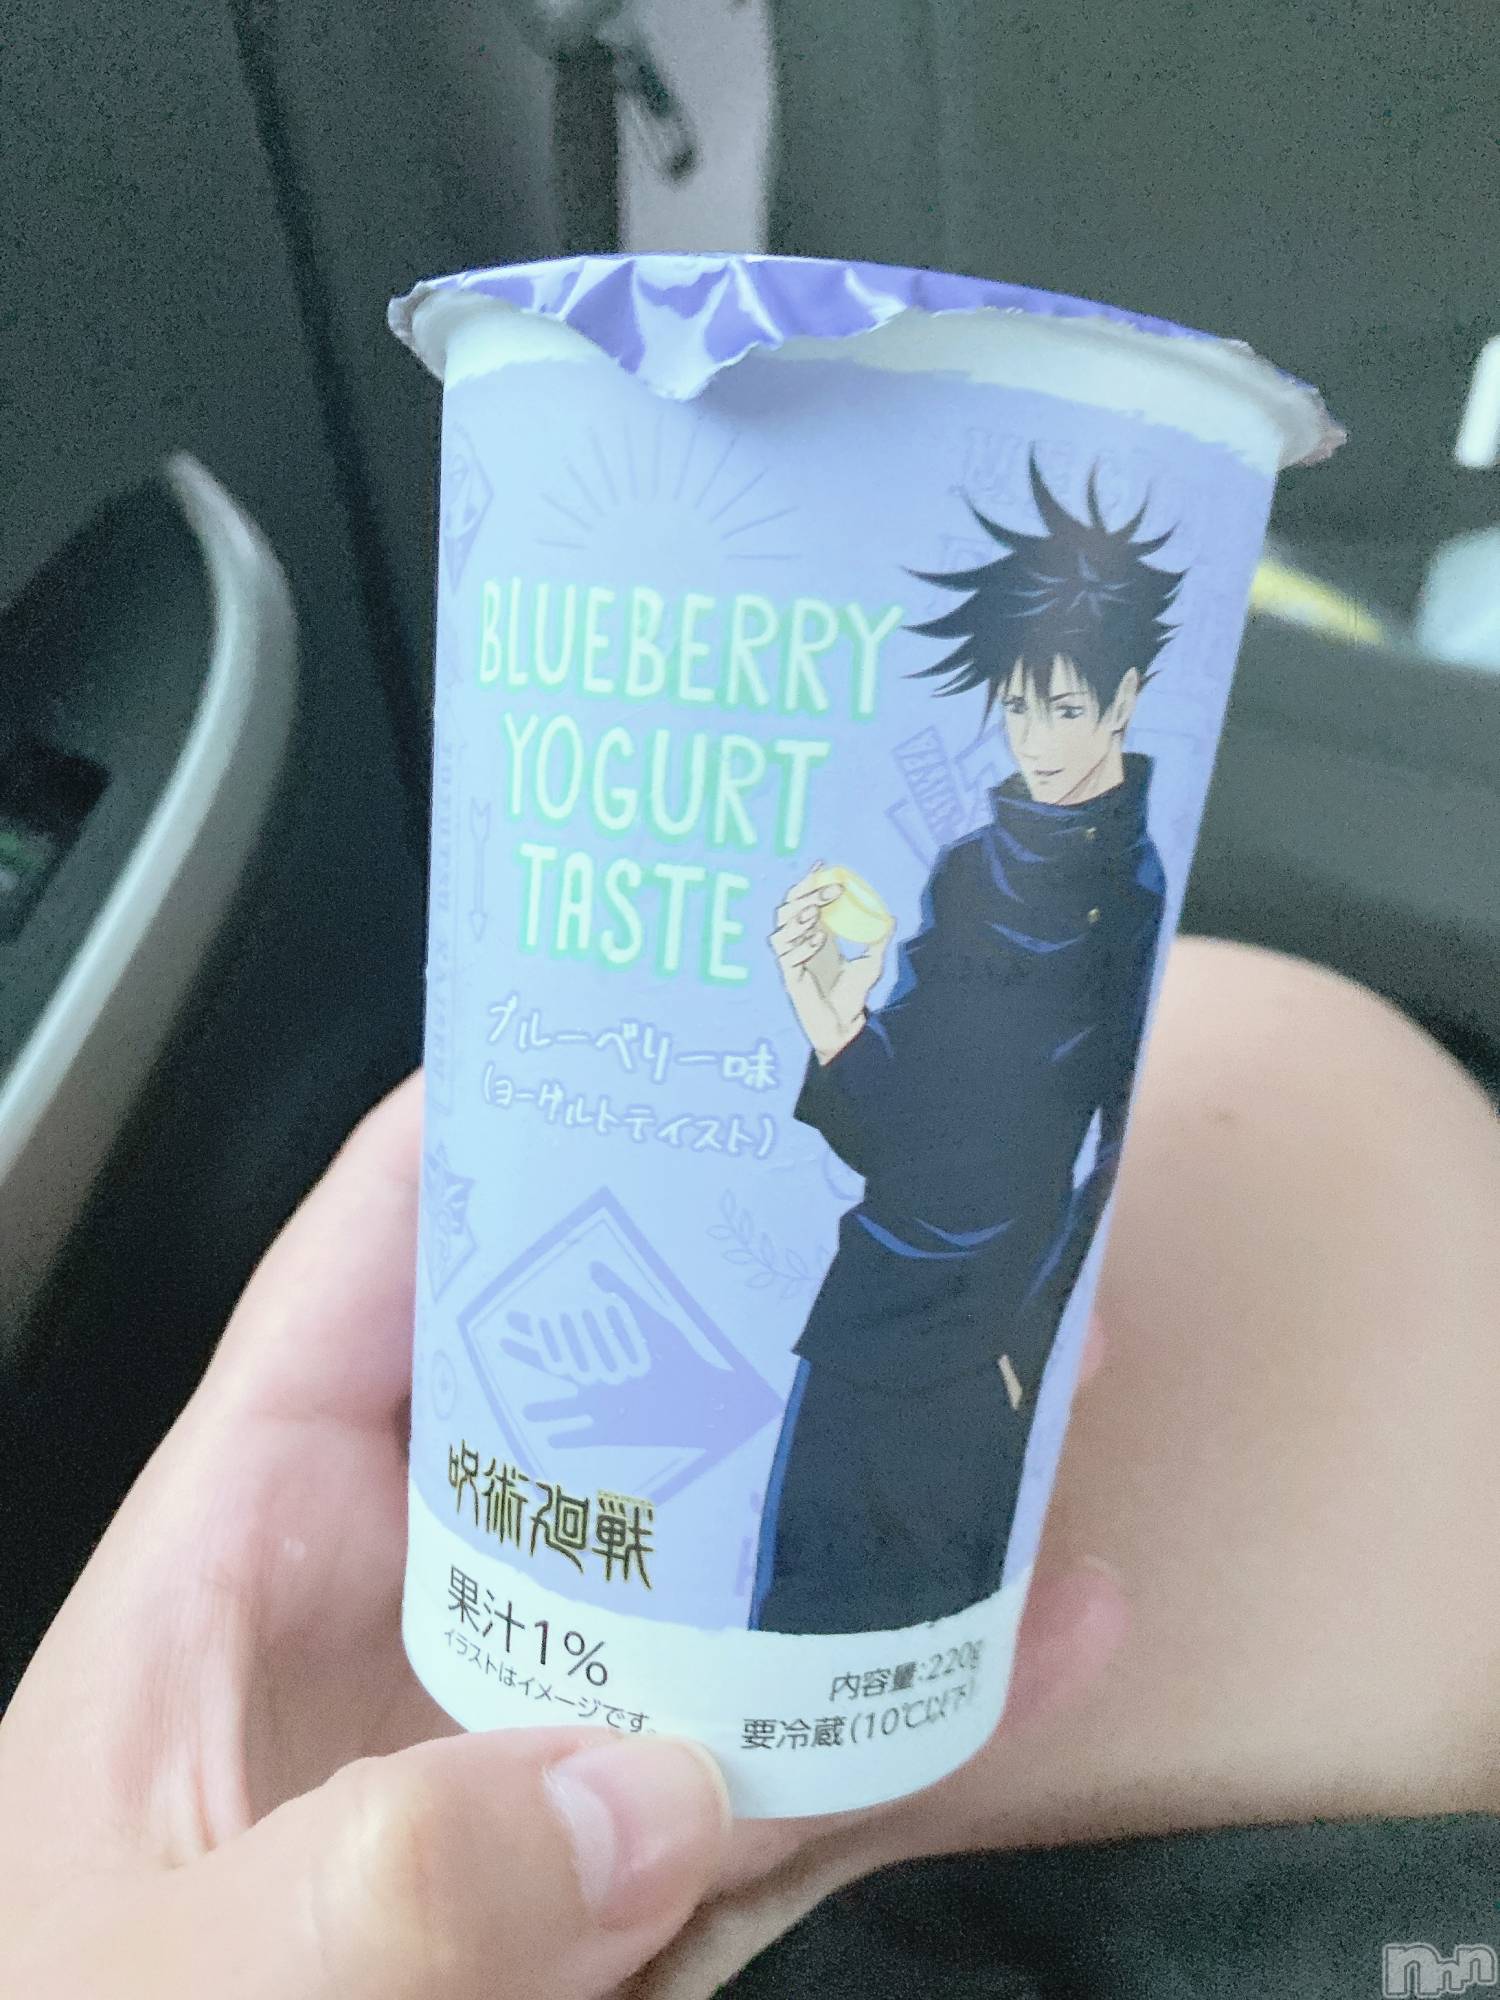 BLUEBERRY
YOGURT
TASTE
ブルーベリー味
(ヨーグルトテイスト)
呪術廻戦
果汁1%
イラストはイメージです。
内容量:220g
要冷蔵(10℃以下)
nnn